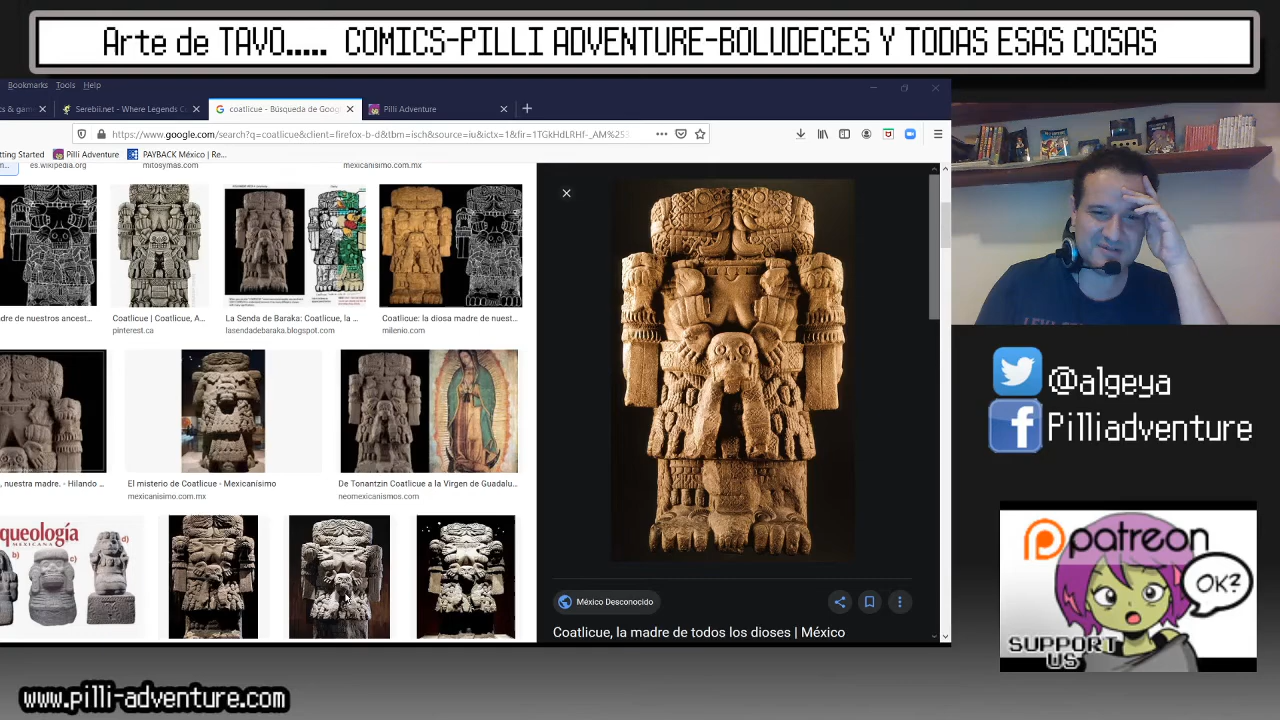 Arte de TAVO..... COMICS-PILLI ADVENTURE-BOLUDECES Y TODAS ESAS COSAS
Bookmarks Tools Help
Serebii.net - Where Legends C
coatlicue - Búsqueda de Goog
Pilli Adventure
https://www.google.com/search?q=coatlicue&client=firefox-b-d&tbm=isch&source=iu&ictx=1&fir=1TGkHdLRHf-_AM%253
tting Started
Pilli Adventure
PAYBACK México | Re...
es.wikipedia.org
mitosymas.com
mexicanisimo.com.mx
adre de nuestros ancest...
Coatlicue | Coatlicue, A...
pinterest.ca
La Senda de Baraka: Coatlicue, la ...
lasendadebaraka.blogspot.com
Coatlicue: la diosa madre de nuest...
milenio.com
, nuestra madre. - Hilando ...
El misterio de Coatlicue - Mexicanísimo
mexicanisimo.com.mx
De Tonantzin Coatlicue a la Virgen de Guadalu...
neomexicanismos.com
queología
MEXICANA
b)
c)
d)
México Desconocido
Coatlicue, la madre de todos los dioses | México
@algeya
Pilliadventure
patreon
OK?
SUPPORT
US
www.pilli-adventure.com